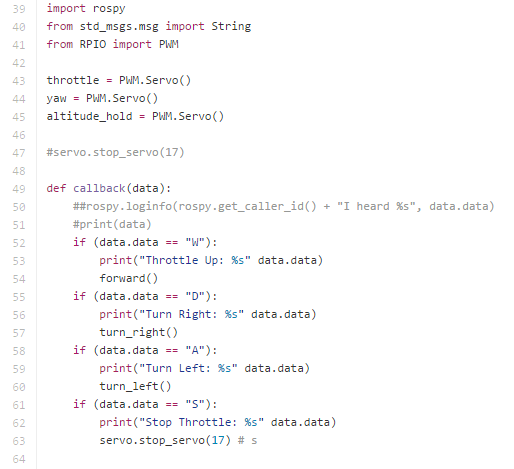 39 import rospy
40 from std_msgs.msg import String
41 from RPIO import PWM
42
43 throttle = PWM.Servo()
44 yaw = PWM.Servo()
45 altitude_hold = PWM.Servo()
46
47 #servo.stop_servo(17)
48
49 def callback(data):
50     ##rospy.loginfo(rospy.get_caller_id() + "I heard %s", data.data)
51     #print(data)
52     if (data.data == "W"):
53         print("Throttle Up: %s" data.data)
54         forward()
55     if (data.data == "D"):
56         print("Turn Right: %s" data.data)
57         turn_right()
58     if (data.data == "A"):
59         print("Turn Left: %s" data.data)
60         turn_left()
61     if (data.data == "S"):
62         print("Stop Throttle: %s" data.data)
63         servo.stop_servo(17) # s
64